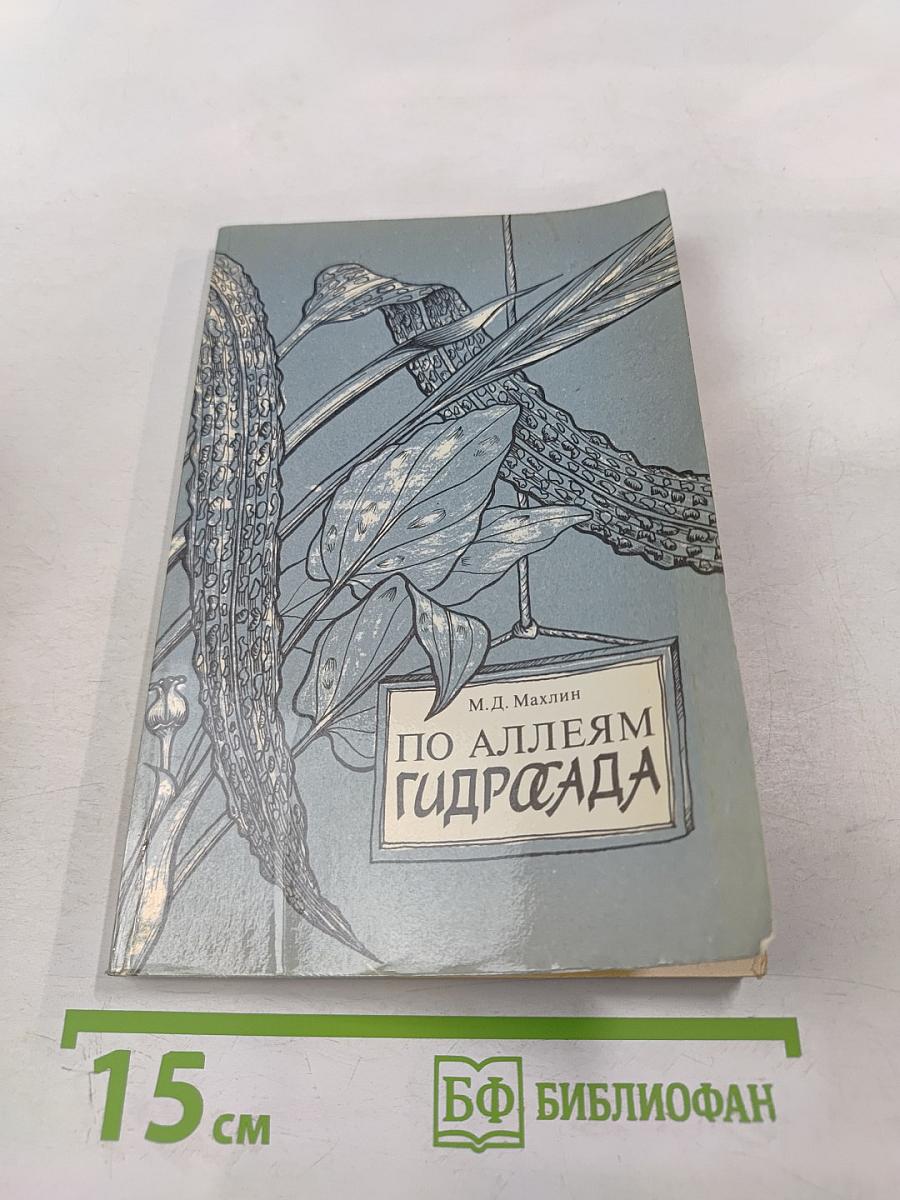 М.Д. Махлин
ПО АЛЛЕЯМ
ГИДРОСАДА
15 см
БФ БИБЛИОФАН